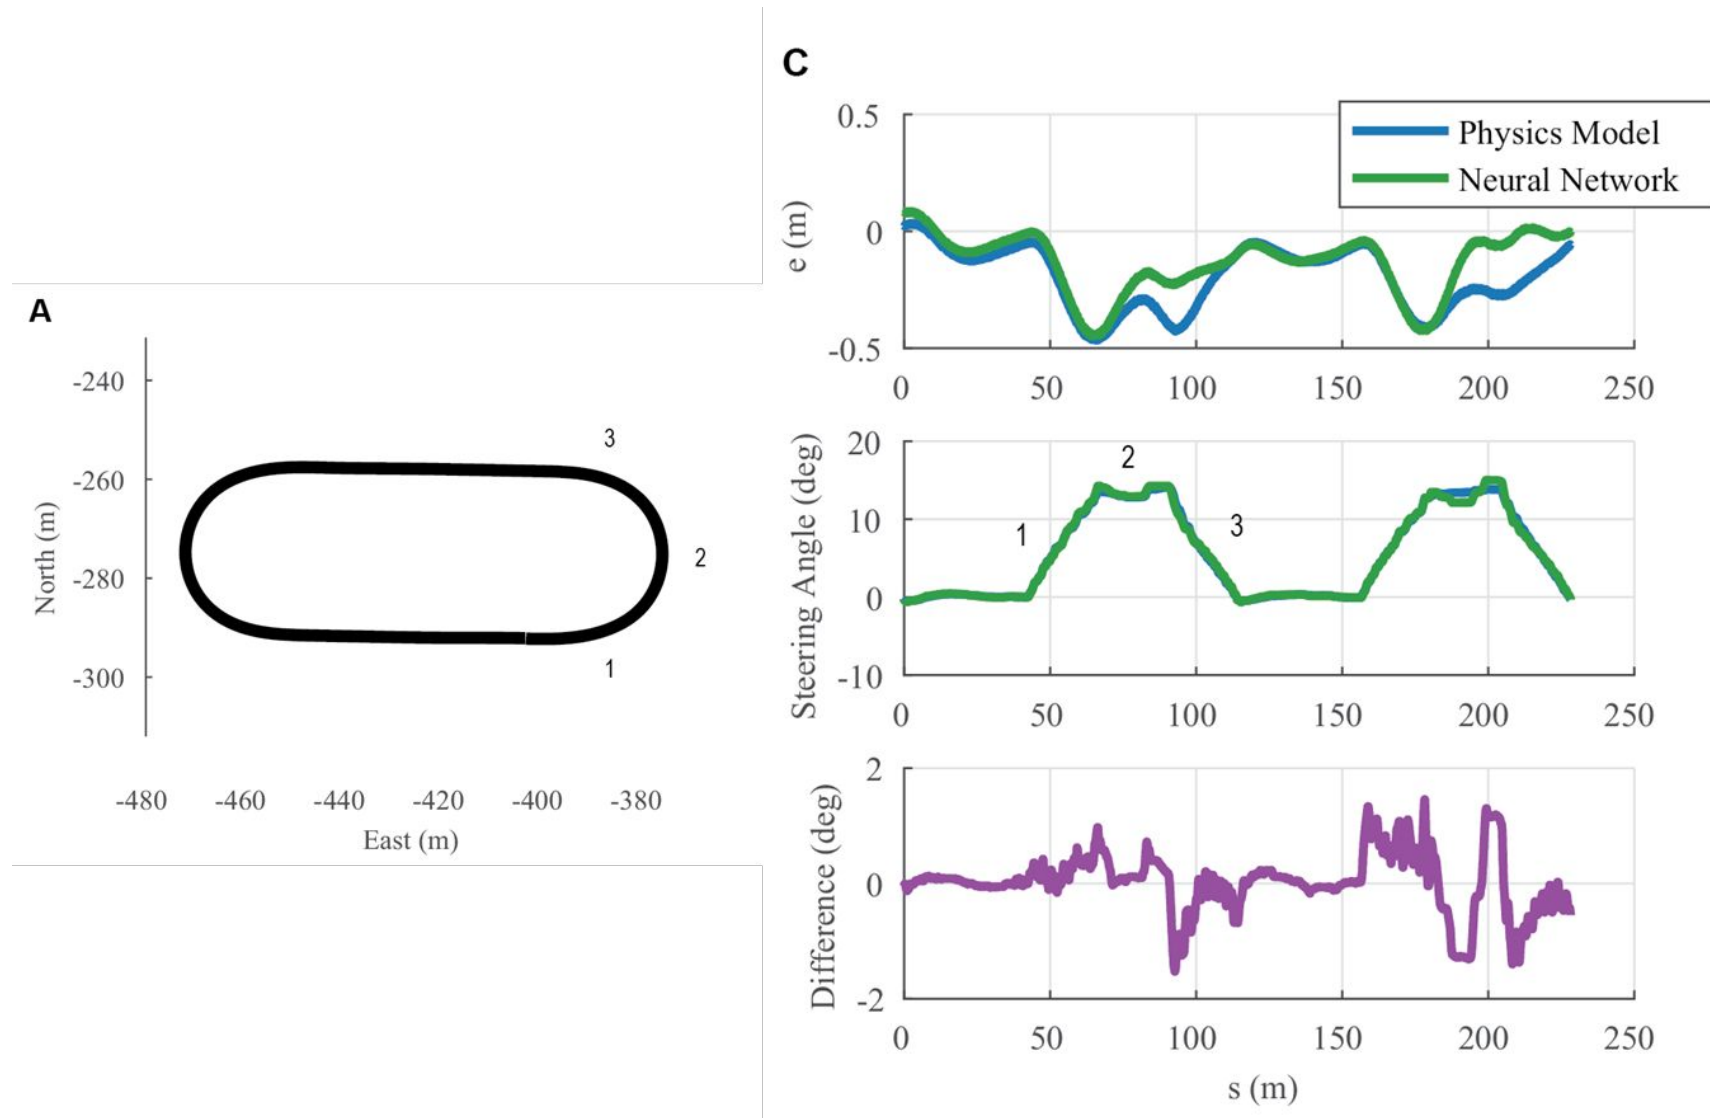 A
-240
-260
-280
-300
North (m)
3
2
1
-480 -460 -440 -420 -400 -380
East (m)
C
Physics Model
Neural Network
0.5
0
-0.5
e (m)
0 50 100 150 200 250
20
10
0
-10
Steering Angle (deg)
1
2
3
0 50 100 150 200 250
2
0
-2
Difference (deg)
0 50 100 150 200 250
s (m)